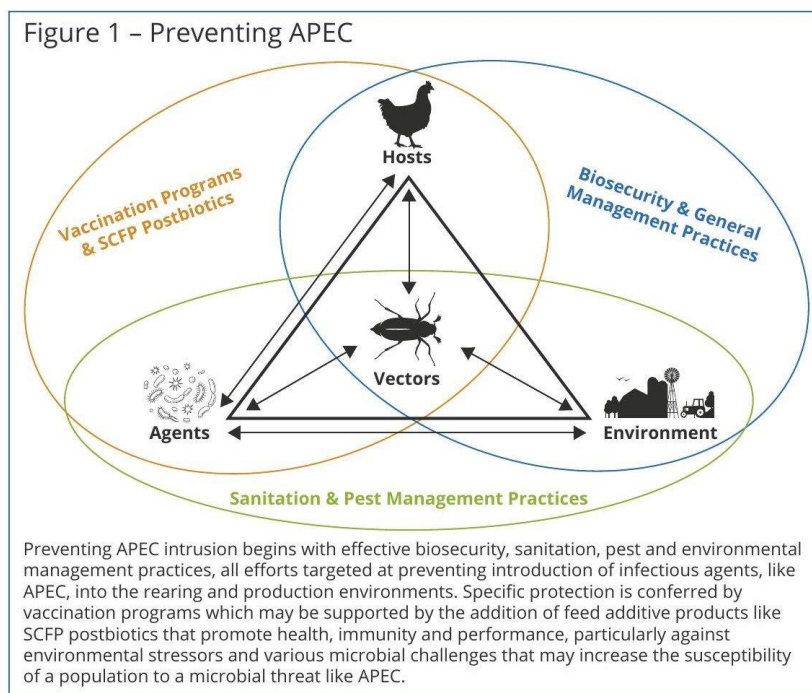 Figure 1 – Preventing APEC
Hosts
Vaccination Programs
& SCFP Postbiotics
Biosecurity & General
Management Practices
Vectors
Agents
Environment
Sanitation & Pest Management Practices
Preventing APEC intrusion begins with effective biosecurity, sanitation, pest and environmental
management practices, all efforts targeted at preventing introduction of infectious agents, like
APEC, into the rearing and production environments. Specific protection is conferred by
vaccination programs which may be supported by the addition of feed additive products like
SCFP postbiotics that promote health, immunity and performance, particularly against
environmental stressors and various microbial challenges that may increase the susceptibility
of a population to a microbial threat like APEC.